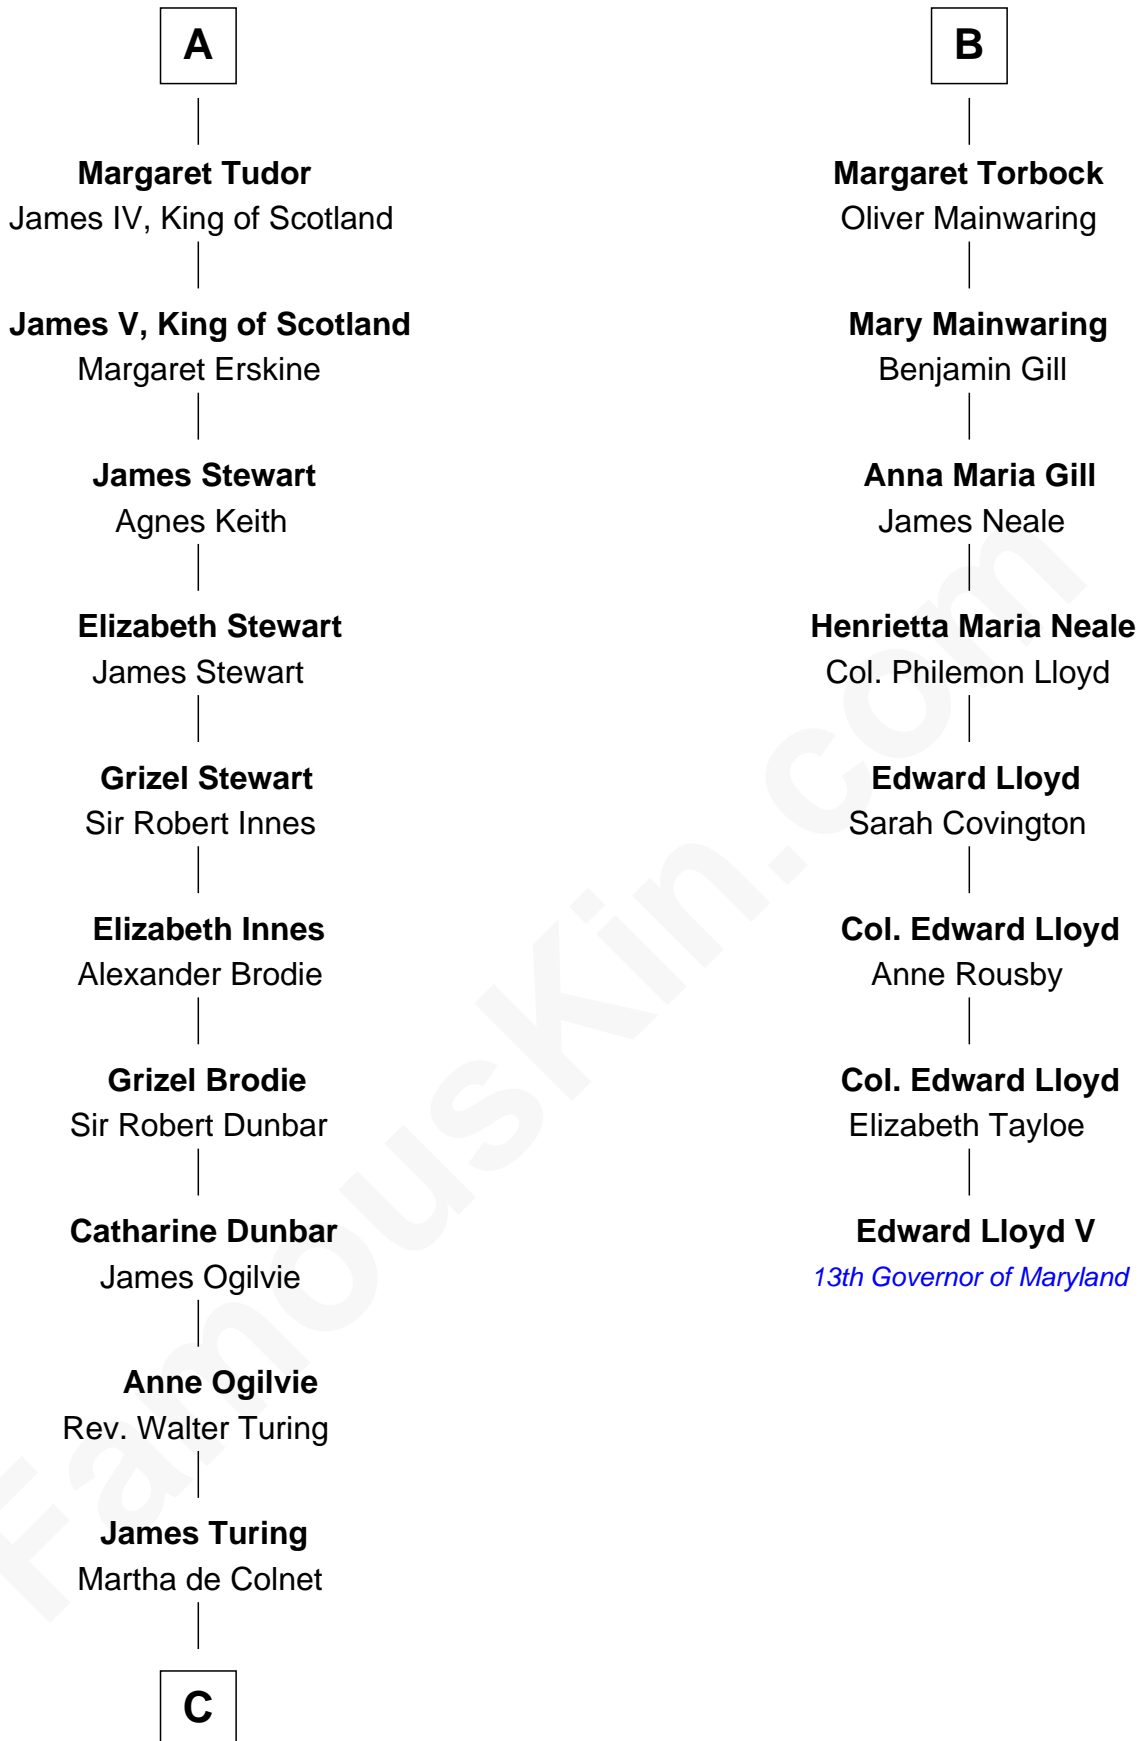 A
Margaret Tudor
James IV, King of Scotland
James V, King of Scotland
Margaret Erskine
James Stewart
Agnes Keith
Elizabeth Stewart
James Stewart
Grizel Stewart
Sir Robert Innes
Elizabeth Innes
Alexander Brodie
Grizel Brodie
Sir Robert Dunbar
Catharine Dunbar
James Ogilvie
Anne Ogilvie
Rev. Walter Turing
James Turing
Martha de Colnet
C
B
Margaret Torbock
Oliver Mainwaring
Mary Mainwaring
Benjamin Gill
Anna Maria Gill
James Neale
Henrietta Maria Neale
Col. Philemon Lloyd
Edward Lloyd
Sarah Covington
Col. Edward Lloyd
Anne Rousby
Col. Edward Lloyd
Elizabeth Tayloe
Edward Lloyd V
13th Governor of Maryland
FamousKin.com